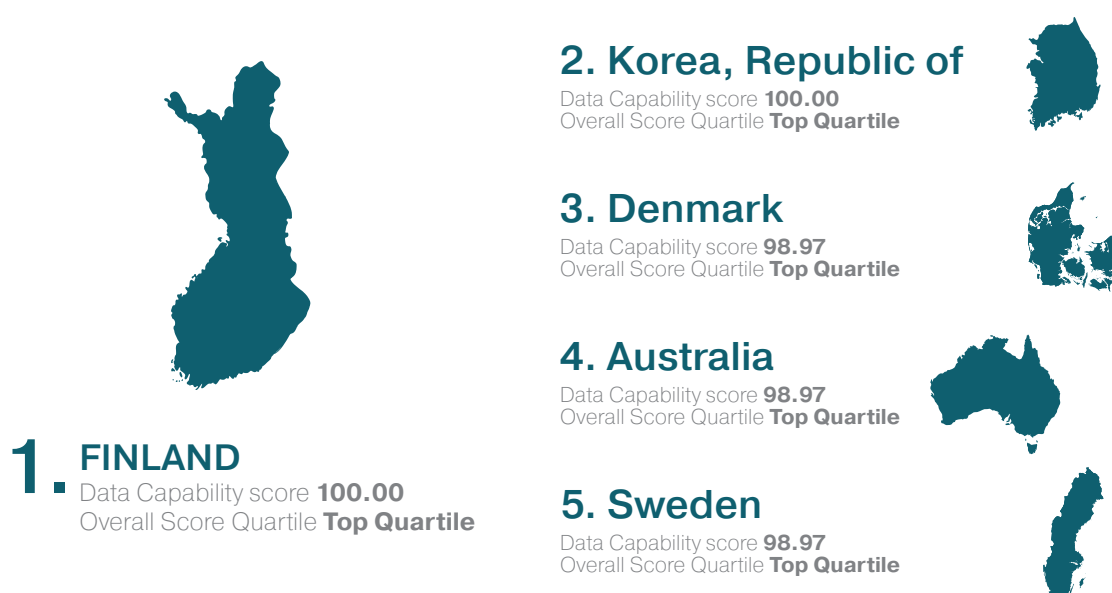 1. FINLAND
Data Capability score 100.00
Overall Score Quartile Top Quartile
2. Korea, Republic of
Data Capability score 100.00
Overall Score Quartile Top Quartile
3. Denmark
Data Capability score 98.97
Overall Score Quartile Top Quartile
4. Australia
Data Capability score 98.97
Overall Score Quartile Top Quartile
5. Sweden
Data Capability score 98.97
Overall Score Quartile Top Quartile